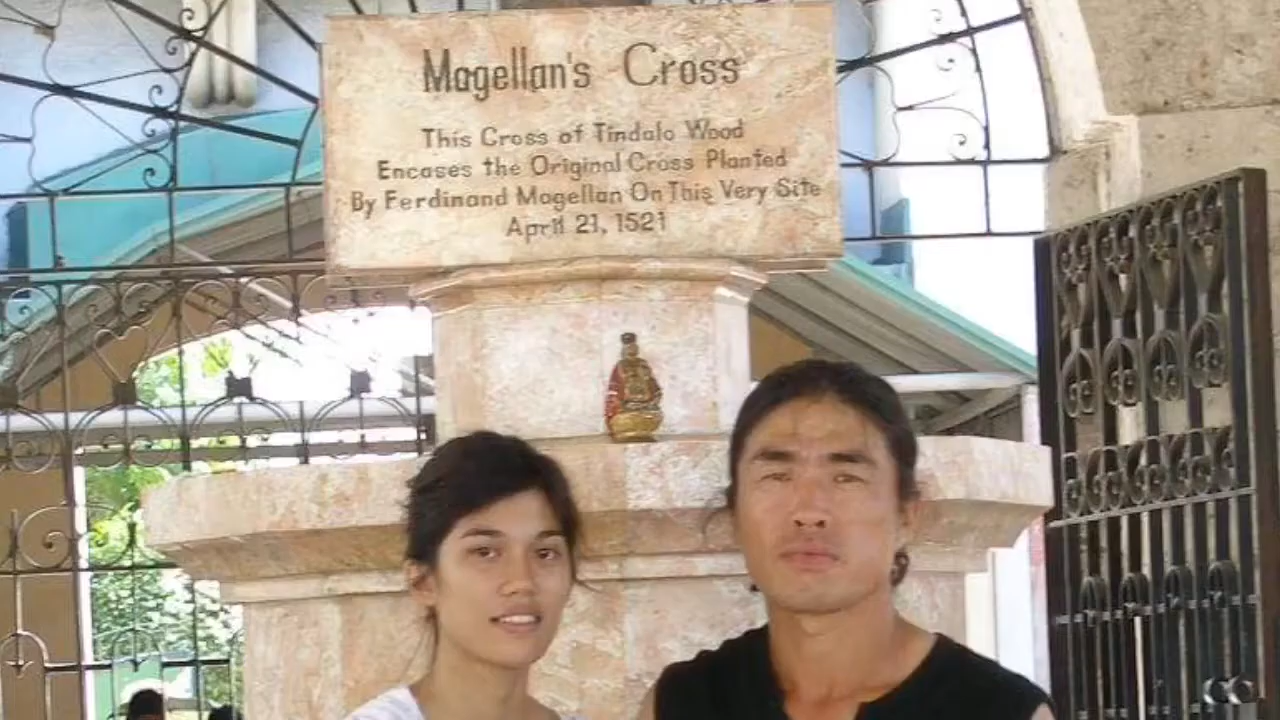 Magellan's Cross
This Cross of Tindalo Wood
Encases the Original Cross Planted
By Ferdinand Magellan On This Very Site
April 21, 1521